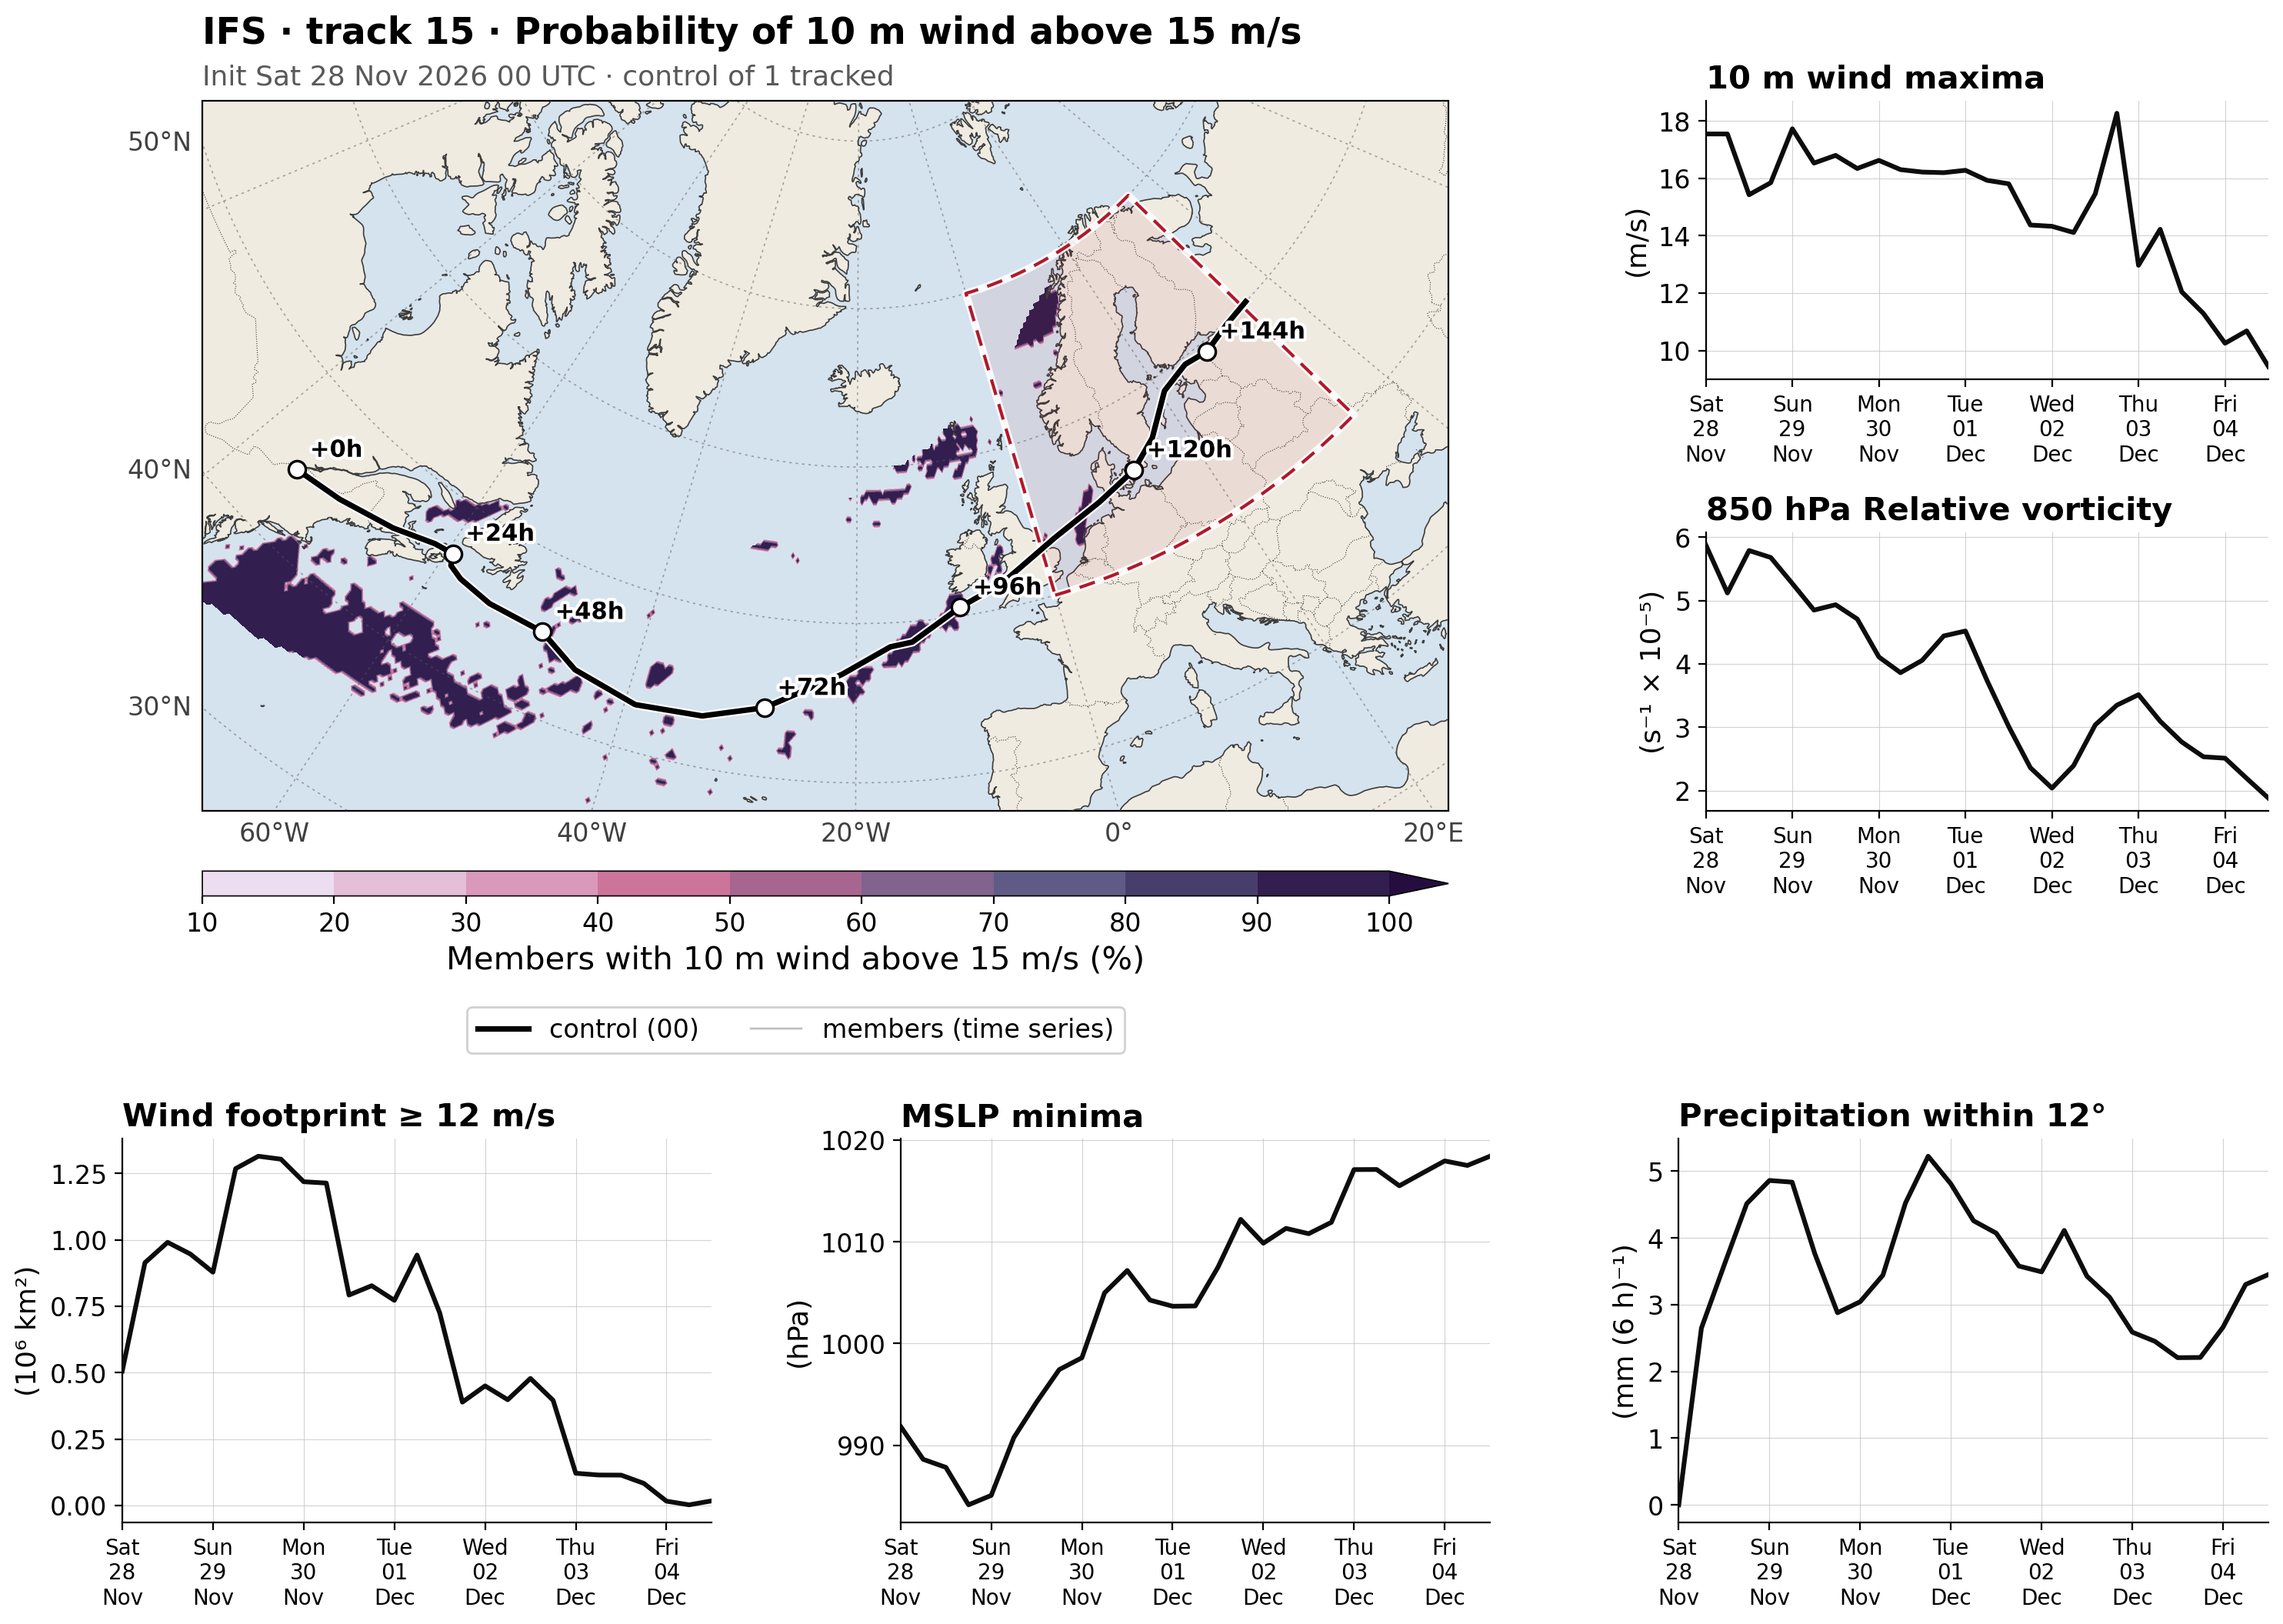 IFS · track 15 · Probability of 10 m wind above 15 m/s
Init Sat 28 Nov 2026 00 UTC · control of 1 tracked
50°N
40°N
30°N
60°W 40°W 20°W 0° 20°E
+0h
+24h
+48h
+72h
+96h
+120h
+144h
10 20 30 40 50 60 70 80 90 100
Members with 10 m wind above 15 m/s (%)
control (00) members (time series)
10 m wind maxima
(m/s)
18
16
14
12
10
Sat Sun Mon Tue Wed Thu Fri
28 29 30 01 02 03 04
Nov Nov Nov Dec Dec Dec Dec
850 hPa Relative vorticity
(s⁻¹ × 10⁻⁵)
6
5
4
3
2
Sat Sun Mon Tue Wed Thu Fri
28 29 30 01 02 03 04
Nov Nov Nov Dec Dec Dec Dec
Wind footprint ≥ 12 m/s
(10⁶ km²)
1.25
1.00
0.75
0.50
0.25
0.00
Sat Sun Mon Tue Wed Thu Fri
28 29 30 01 02 03 04
Nov Nov Nov Dec Dec Dec Dec
MSLP minima
(hPa)
1020
1010
1000
990
Sat Sun Mon Tue Wed Thu Fri
28 29 30 01 02 03 04
Nov Nov Nov Dec Dec Dec Dec
Precipitation within 12°
(mm (6 h)⁻¹)
5
4
3
2
1
0
Sat Sun Mon Tue Wed Thu Fri
28 29 30 01 02 03 04
Nov Nov Nov Dec Dec Dec Dec